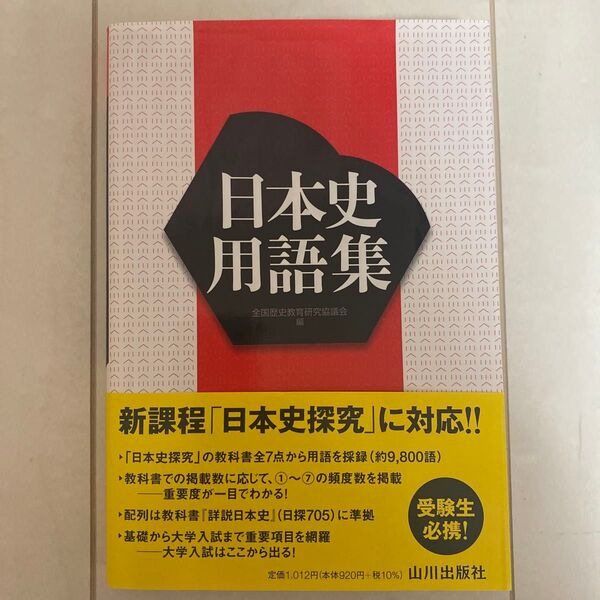 日本史
用語集
全国歴史教育研究協議会
編
新課程「日本史探究」に対応!!
▶「日本史探究」の教科書全7点から用語を採録(約9,800語)
▶教科書での掲載数に応じて、①〜⑦の頻度数を掲載
──重要度が一目でわかる!
▶配列は教科書『詳説日本史』(日探705)に準拠
▶基礎から大学入試まで重要項目を網羅
──大学入試はここから出る!
受験生
必携!
定価1,012円(本体920円+税10%)
山川出版社